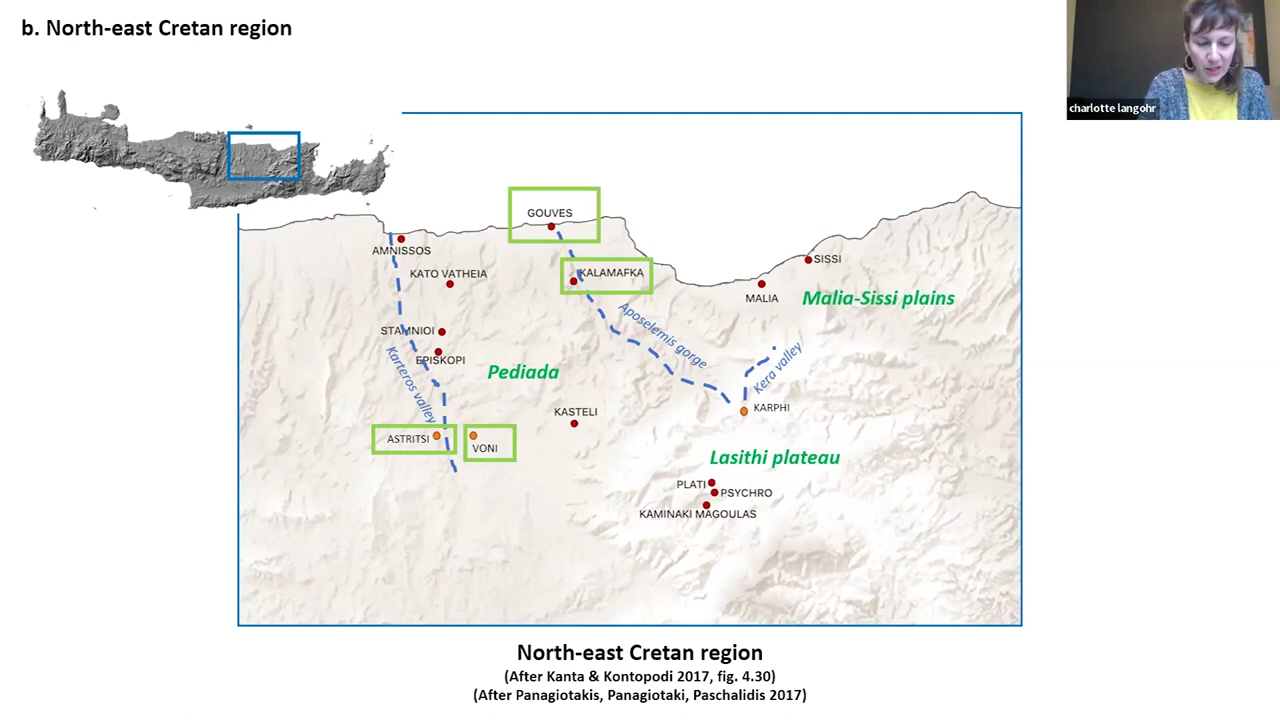 b. North-east Cretan region
charlotte langohr
GOUVES
AMNISSOS
KATO VATHEIA
KALAMAFKA
SISSI
MALIA
Malia-Sissi plains
STAMNIOI
EPISKOPI
Karteros valley
Aposelemis gorge
Kera valley
Pediada
KASTELI
KARPHI
ASTRITSI
VONI
Lasithi plateau
PLATI
PSYCHRO
KAMINAKI MAGOULAS
North-east Cretan region
(After Kanta & Kontopodi 2017, fig. 4.30)
(After Panagiotakis, Panagiotaki, Paschalidis 2017)